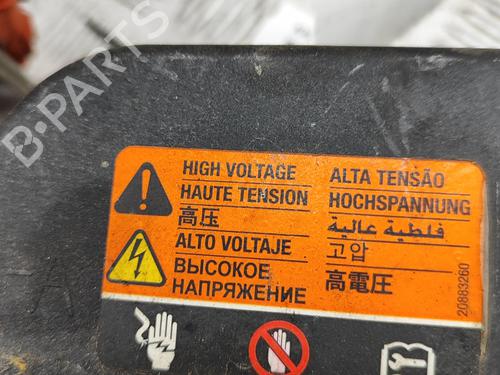 B-PARTS
HIGH VOLTAGE
HAUTE TENSION
高压
ALTO VOLTAJE
ВЫСОКОЕ
НАПРЯЖЕНИЕ
ALTA TENSÃO
HOCHSPANNUNG
فلطية عالية
고압
高電圧
20883260